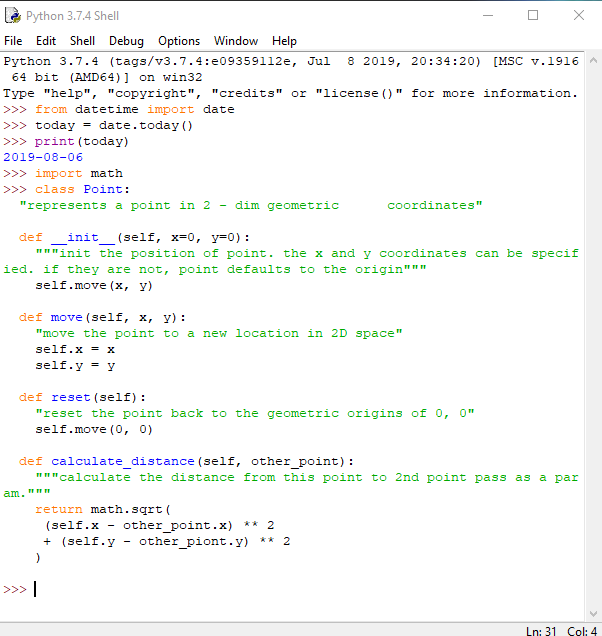 Python 3.7.4 Shell
File Edit Shell Debug Options Window Help
Python 3.7.4 (tags/v3.7.4:e09359112e, Jul  8 2019, 20:34:20) [MSC v.1916
 64 bit (AMD64)] on win32
Type "help", "copyright", "credits" or "license()" for more information.
>>> from datetime import date
>>> today = date.today()
>>> print(today)
2019-08-06
>>> import math
>>> class Point:
  "represents a point in 2 - dim geometric      coordinates"

  def __init__(self, x=0, y=0):
    """init the position of point. the x and y coordinates can be specif
ied. if they are not, point defaults to the origin"""
    self.move(x, y)

  def move(self, x, y):
    "move the point to a new location in 2D space"
    self.x = x
    self.y = y

  def reset(self):
    "reset the point back to the geometric origins of 0, 0"
    self.move(0, 0)

  def calculate_distance(self, other_point):
    """calculate the distance from this point to 2nd point pass as a par
am."""
    return math.sqrt(
     (self.x - other_point.x) ** 2
     + (self.y - other_piont.y) ** 2
    )

>>>
Ln: 31 Col: 4